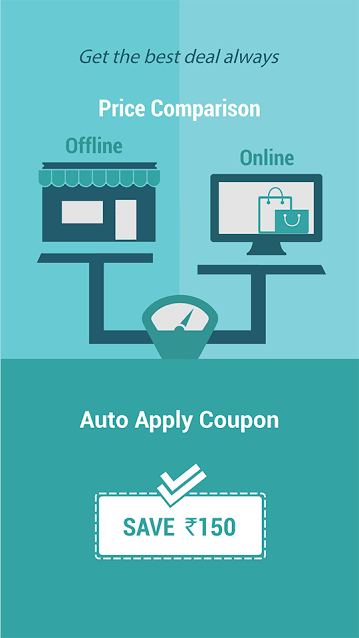 Get the best deal always
Price Comparison
Offline
Online
Auto Apply Coupon
SAVE ₹150